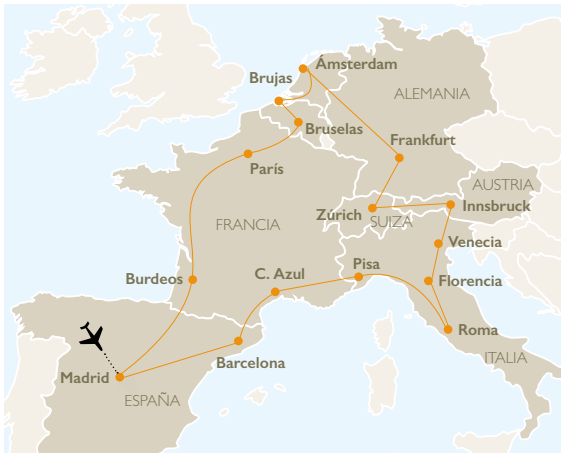 Ámsterdam
Brujas
ALEMANIA
Bruselas
Frankfurt
París
AUSTRIA
Innsbruck
Zúrich
SUIZA
FRANCIA
Venecia
Pisa
C. Azul
Burdeos
Florencia
Roma
ITALIA
Barcelona
Madrid
ESPAÑA